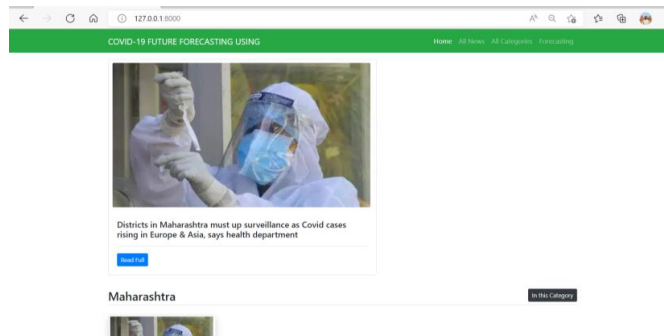 127.0.0.1:8000
COVID-19 FUTURE FORECASTING USING
Home All News All Categories Forecasting
Districts in Maharashtra must up surveillance as Covid cases
rising in Europe & Asia, says health department
Read Full
Maharashtra
In this Category